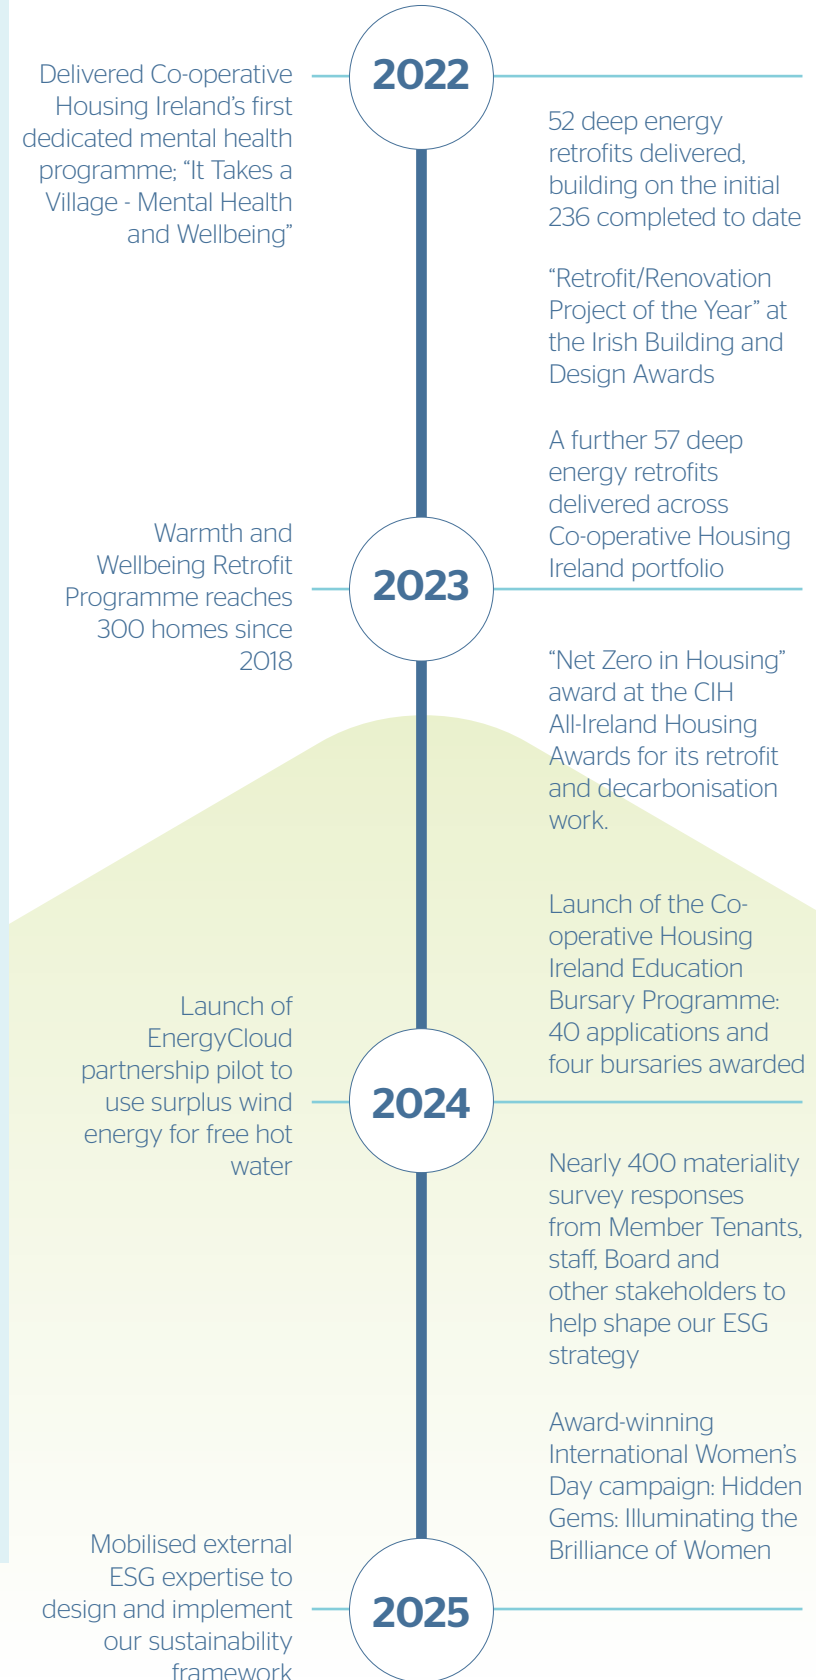 2022
Delivered Co-operative
Housing Ireland’s first
dedicated mental health
programme; “It Takes a
Village - Mental Health
and Wellbeing”
52 deep energy
retrofits delivered,
building on the initial
236 completed to date
“Retrofit/Renovation
Project of the Year” at
the Irish Building and
Design Awards
A further 57 deep
energy retrofits
delivered across
Co-operative Housing
Ireland portfolio
2023
Warmth and
Wellbeing Retrofit
Programme reaches
300 homes since
2018
“Net Zero in Housing”
award at the CIH
All-Ireland Housing
Awards for its retrofit
and decarbonisation
work.
Launch of the Co-
operative Housing
Ireland Education
Bursary Programme:
40 applications and
four bursaries awarded
2024
Launch of
EnergyCloud
partnership pilot to
use surplus wind
energy for free hot
water
Nearly 400 materiality
survey responses
from Member Tenants,
staff, Board and
other stakeholders to
help shape our ESG
strategy
Award-winning
International Women’s
Day campaign: Hidden
Gems: Illuminating the
Brilliance of Women
2025
Mobilised external
ESG expertise to
design and implement
our sustainability
framework